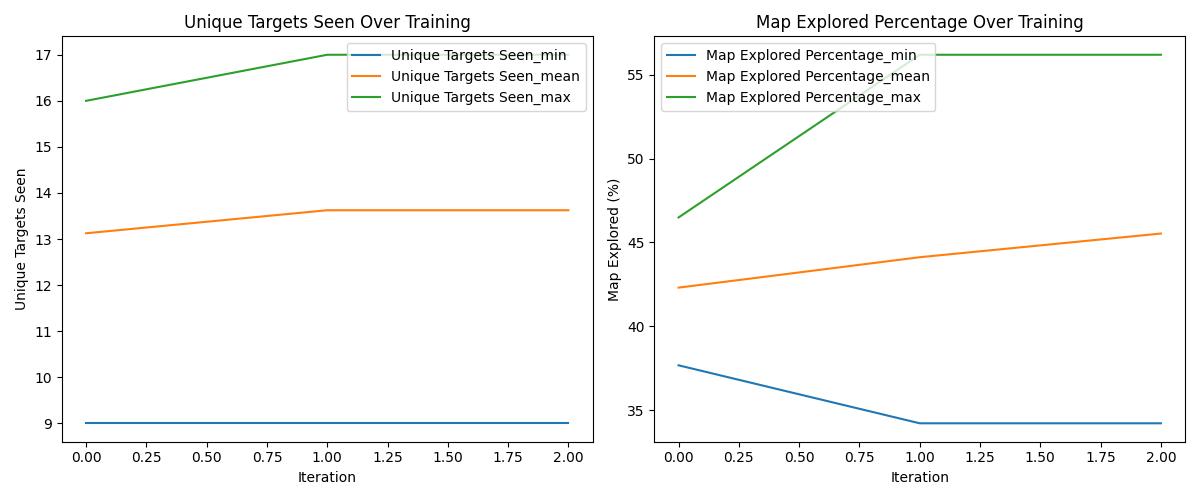 Unique Targets Seen Over Training
Unique Targets Seen
17
16
15
14
13
12
11
10
9
Unique Targets Seen_min
Unique Targets Seen_mean
Unique Targets Seen_max
0.00 0.25 0.50 0.75 1.00 1.25 1.50 1.75 2.00
Iteration
Map Explored Percentage Over Training
Map Explored (%)
55
50
45
40
35
Map Explored Percentage_min
Map Explored Percentage_mean
Map Explored Percentage_max
0.00 0.25 0.50 0.75 1.00 1.25 1.50 1.75 2.00
Iteration